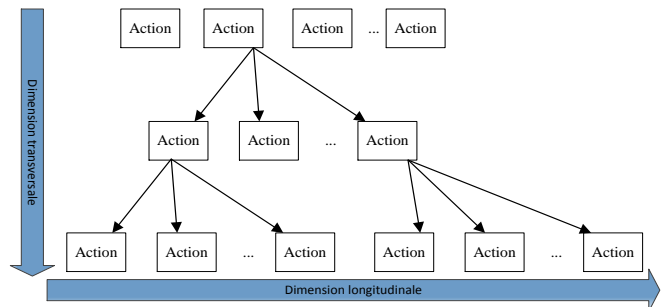 Action Action Action ... Action
Dimension transversale
Action Action ... Action
Action Action ... Action Action Action ... Action
Dimension longitudinale